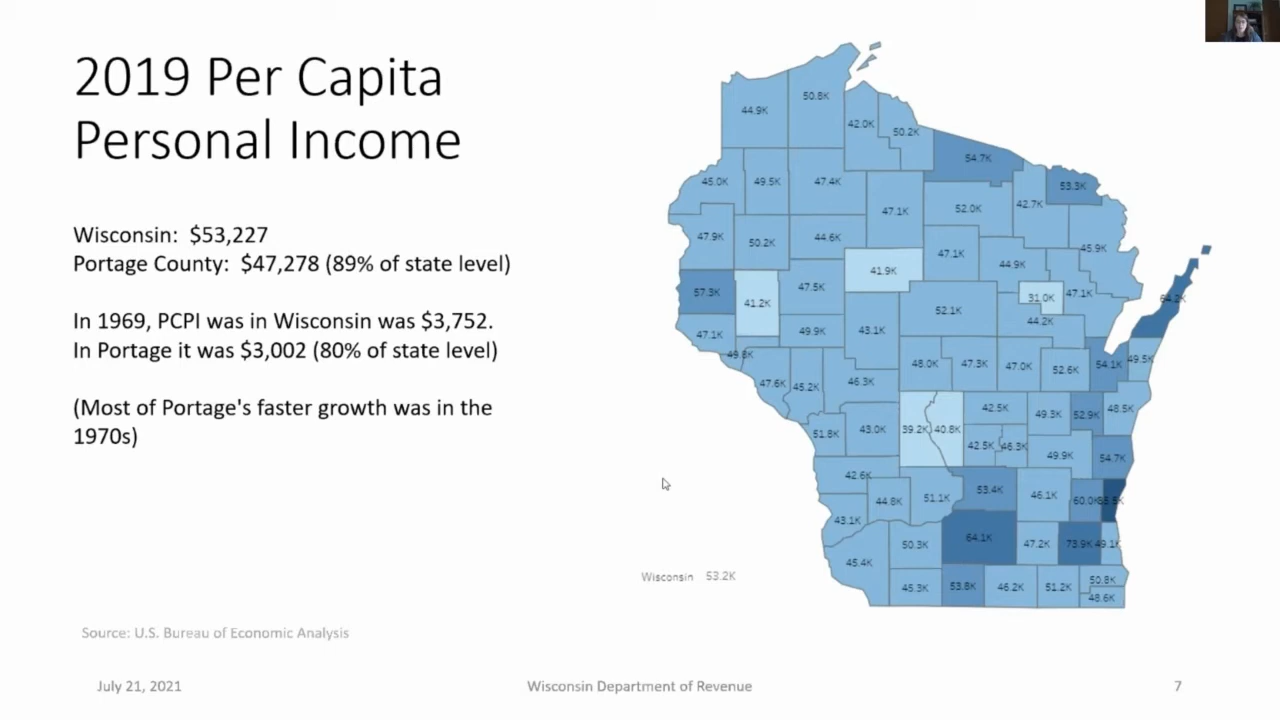 2019 Per Capita
Personal Income
Wisconsin: $53,227
Portage County: $47,278 (89% of state level)
In 1969, PCPI was in Wisconsin was $3,752.
In Portage it was $3,002 (80% of state level)
(Most of Portage's faster growth was in the
1970s)
44.9K
50.8K
42.0K
50.2K
54.7K
53.3K
45.0K
49.5K
47.4K
47.1K
52.0K
42.7K
47.9K
50.2K
44.6K
45.9K
41.9K
47.1K
44.9K
57.3K
41.2K
47.5K
31.0K
47.1K
64.2K
52.1K
44.2K
47.1K
49.9K
43.1K
49.8K
48.0K
47.3K
47.0K
52.6K
54.1K
49.5K
47.6K
45.2K
46.3K
42.5K
49.3K
52.9K
48.5K
51.8K
43.0K
39.2K
40.8K
42.5K
46.3K
49.9K
54.7K
42.6K
44.8K
51.1K
53.4K
46.1K
60.0K
43.1K
50.3K
64.1K
47.2K
73.9K
49.1K
45.4K
45.3K
53.8K
46.2K
51.2K
50.8K
48.6K
Wisconsin 53.2K
Source: U.S. Bureau of Economic Analysis
July 21, 2021
Wisconsin Department of Revenue
7